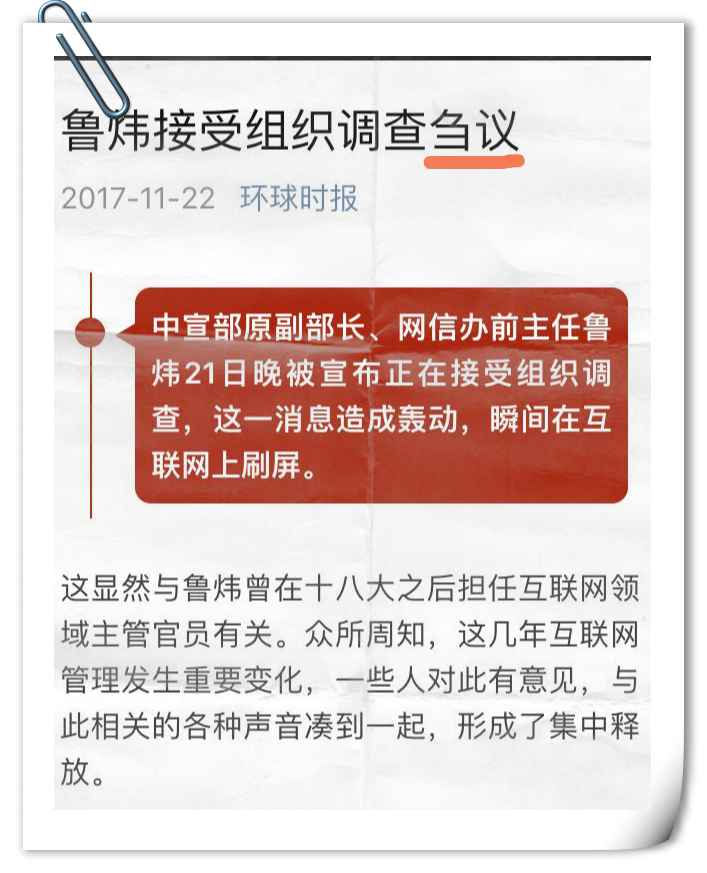 鲁炜接受组织调查刍议
2017-11-22 环球时报
中宣部原副部长、网信办前主任鲁
炜21日晚被宣布正在接受组织调
查，这一消息造成轰动，瞬间在互
联网上刷屏。
这显然与鲁炜曾在十八大之后担任互联网领
域主管官员有关。众所周知，这几年互联网
管理发生重要变化，一些人对此有意见，与
此相关的各种声音凑到一起，形成了集中释
放。